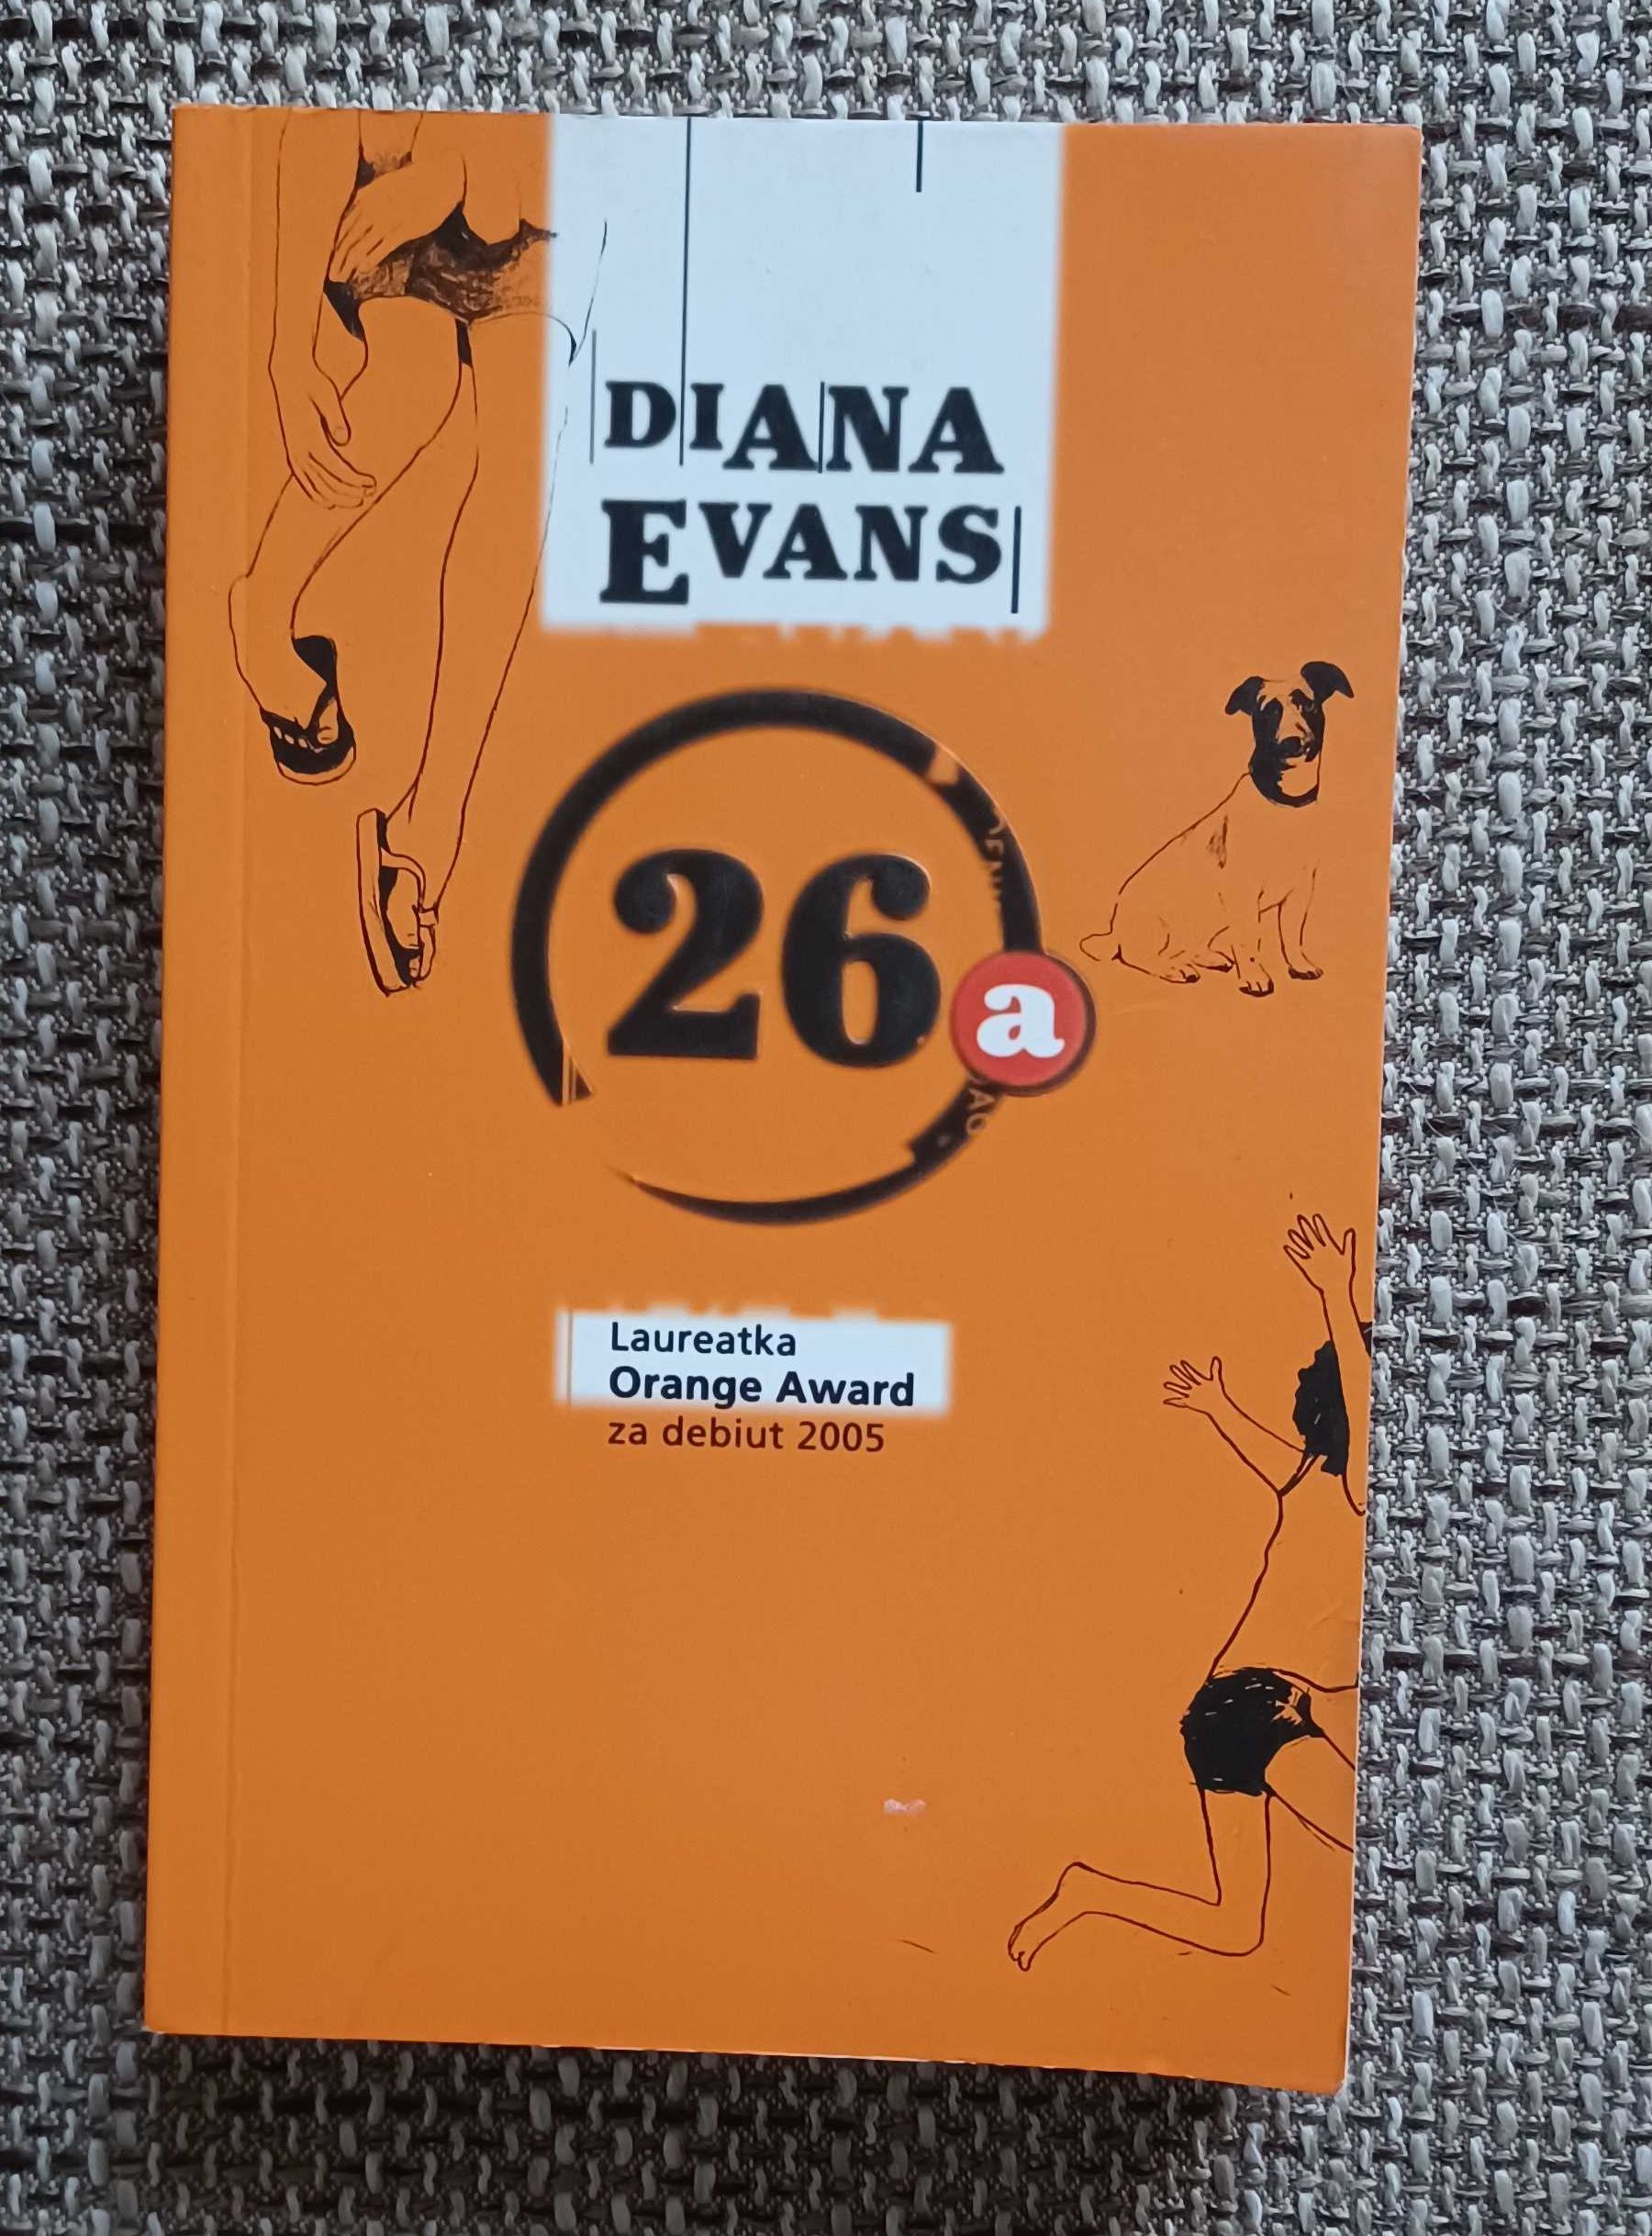 DIANA
EVANS
26a
Laureatka
Orange Award
za debiut 2005